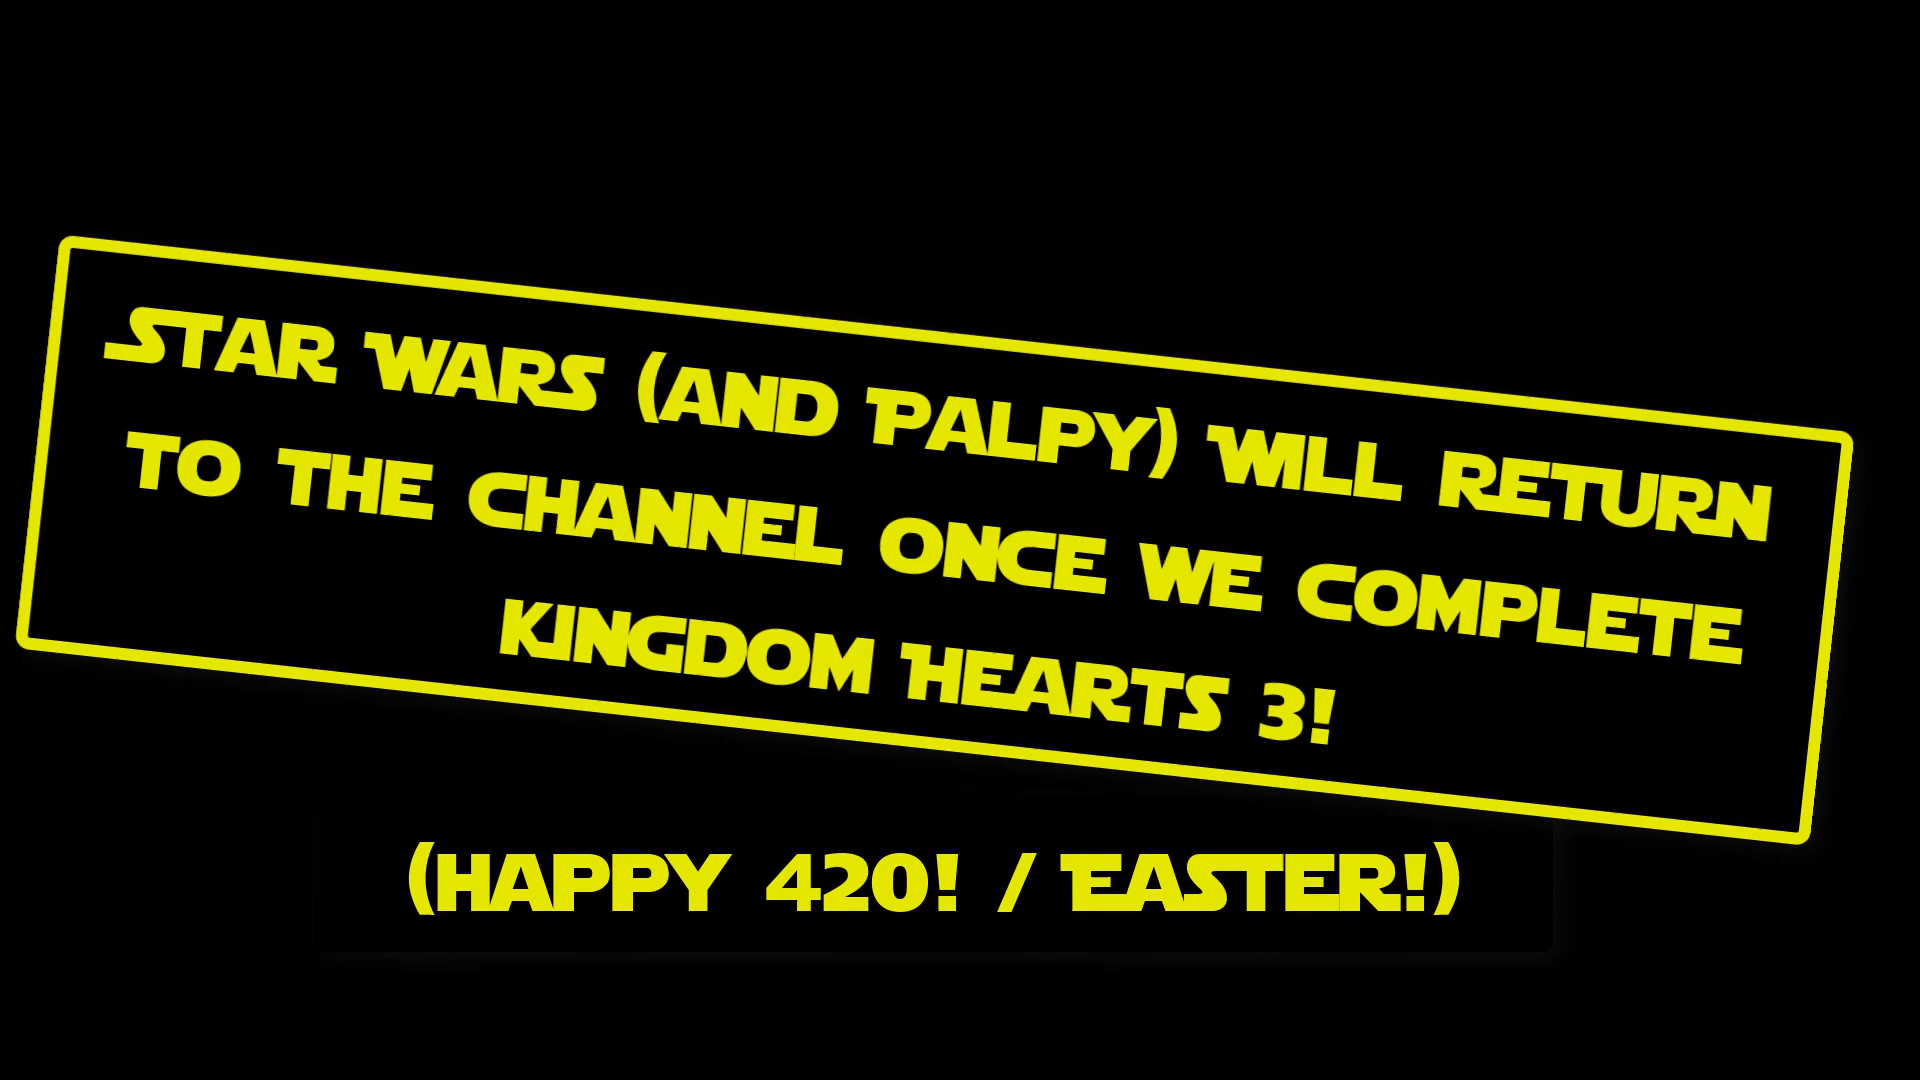 Star Wars (and Palpy) Will return
to the Channel once we complete
Kingdom Hearts 3!
(Happy 420! / Easter!)